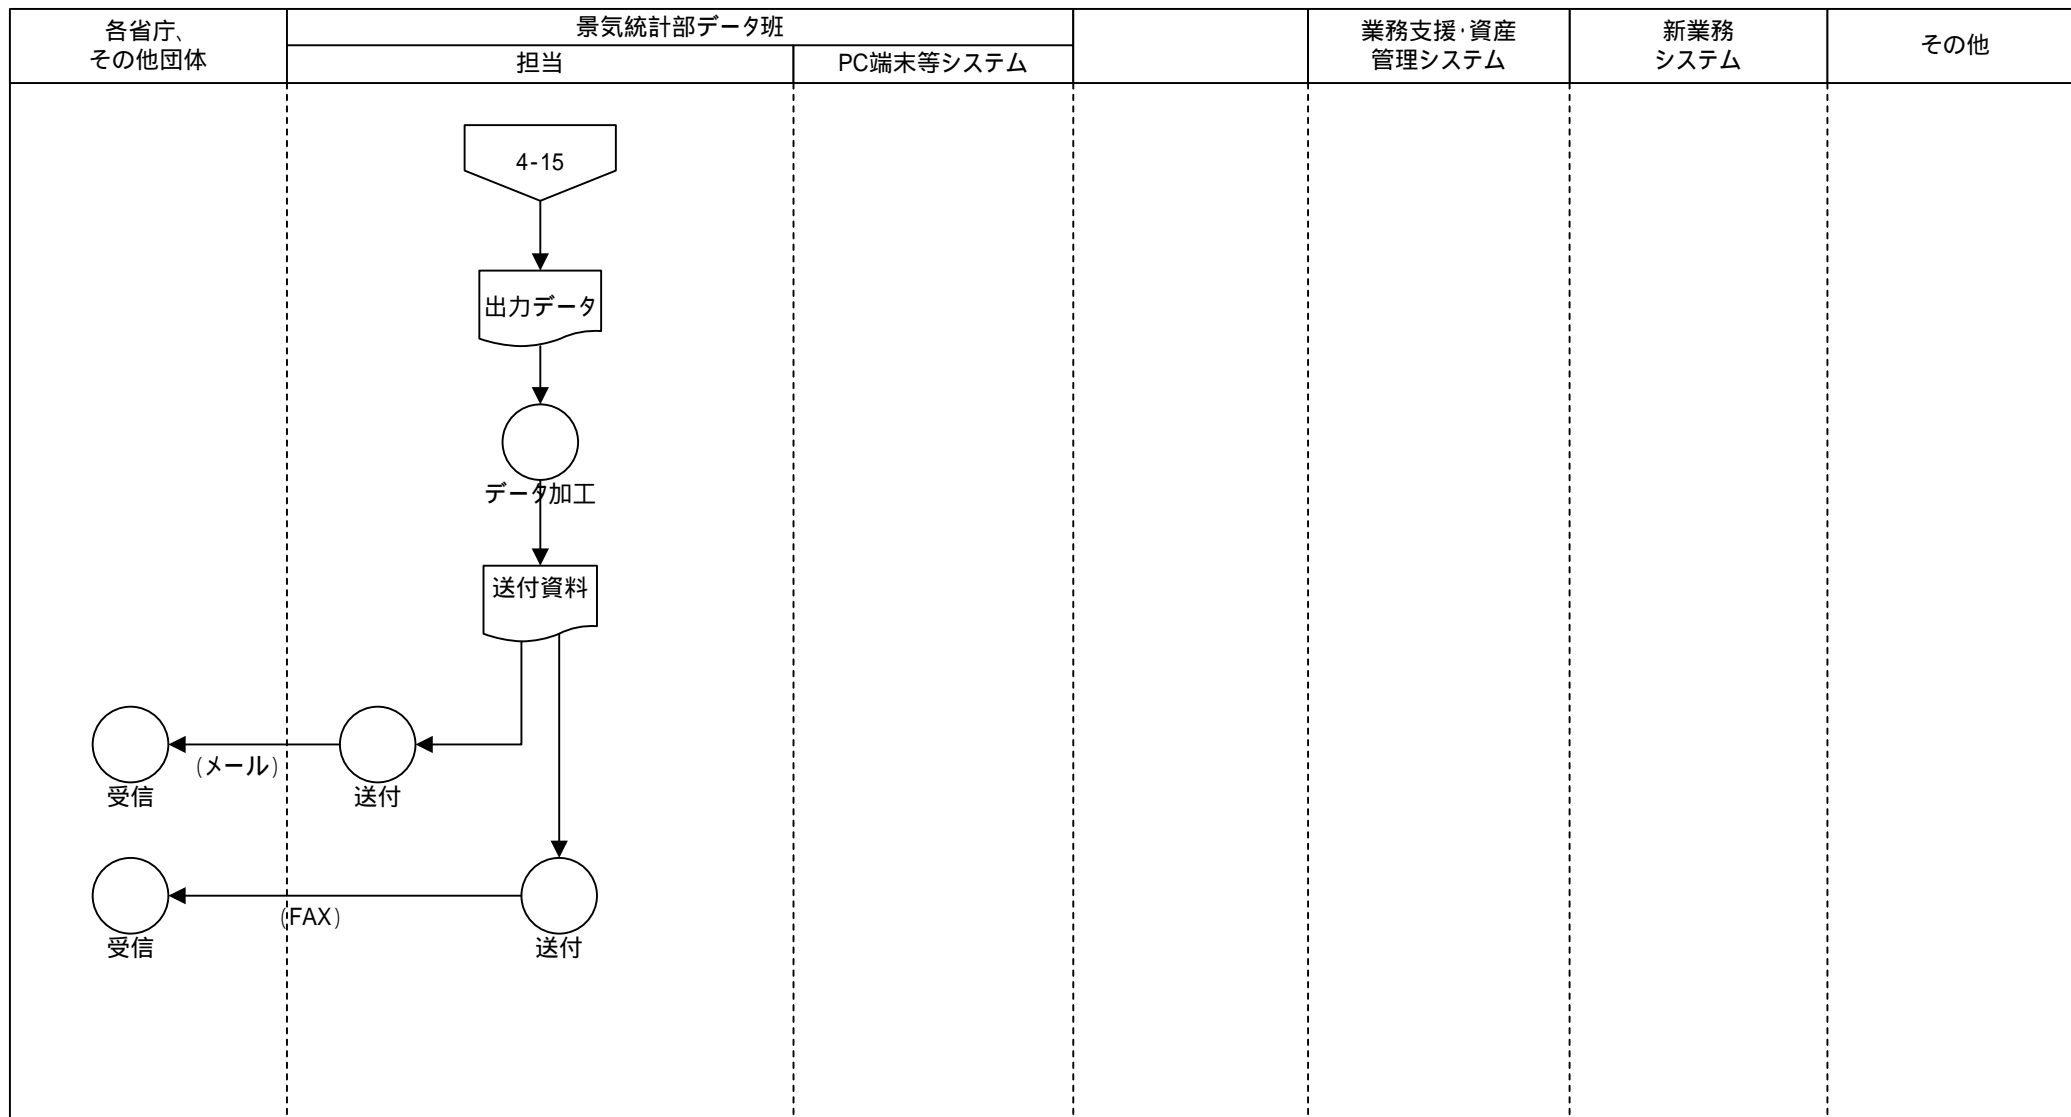 各省庁、
その他団体
景気統計部データ班
担当
PC端末等システム
業務支援･資産
管理システム
新業務
システム
その他
4-15
出力データ
データ加工
送付資料
(メール)
受信
送付
(FAX)
受信
送付